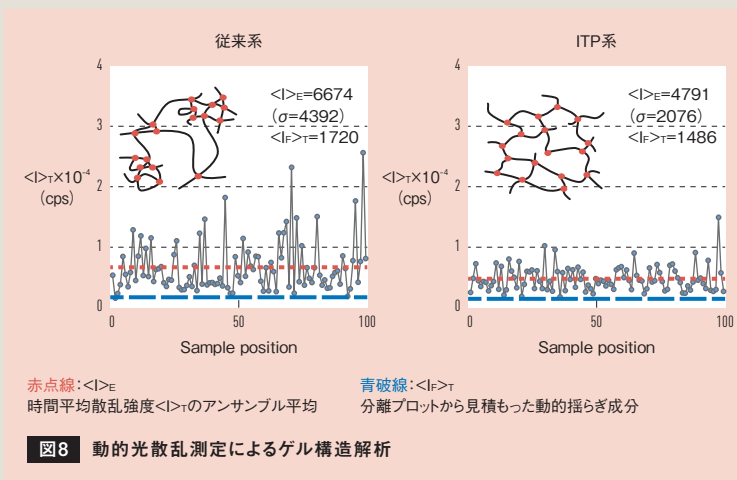 従来系
4
3
2
1
0
0
50
100
<I>E=6674
(σ=4392)
<IF>T=1720
<I>T×10⁻⁴
(cps)
Sample position
ITP系
4
3
2
1
0
0
50
100
<I>E=4791
(σ=2076)
<IF>T=1486
<I>T×10⁻⁴
(cps)
Sample position
赤点線:<I>E
時間平均散乱強度<I>Tのアンサンブル平均
青破線:<IF>T
分離プロットから見積もった動的揺らぎ成分
図8 動的光散乱測定によるゲル構造解析